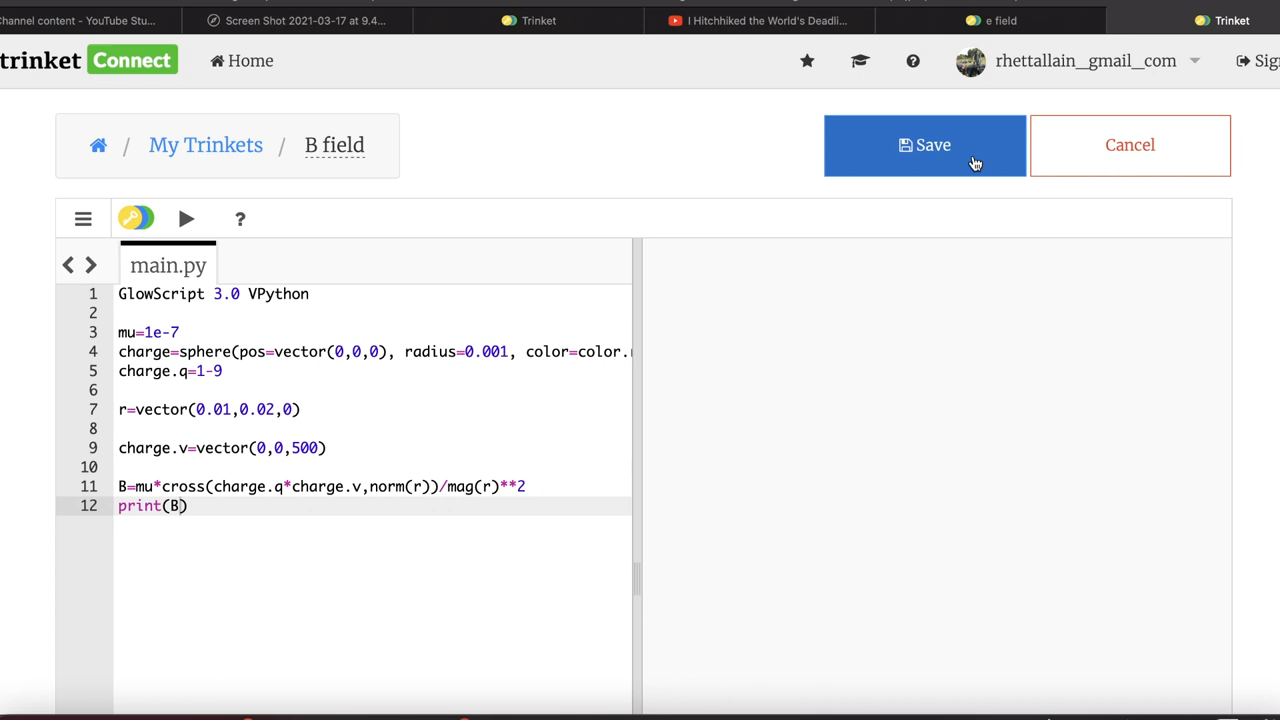 Channel content - YouTube Stu...
Screen Shot 2021-03-17 at 9.4...
Trinket
I Hitchhiked the World's Deadli...
e field
Trinket
trinket Connect
Home
?
rhettallain_gmail_com
Sig
/ My Trinkets / B field
Save
Cancel
?
main.py
1 GlowScript 3.0 VPython
2
3 mu=1e-7
4 charge=sphere(pos=vector(0,0,0), radius=0.001, color=color.
5 charge.q=1-9
6
7 r=vector(0.01,0.02,0)
8
9 charge.v=vector(0,0,500)
10
11 B=mu*cross(charge.q*charge.v,norm(r))/mag(r)**2
12 print(B)